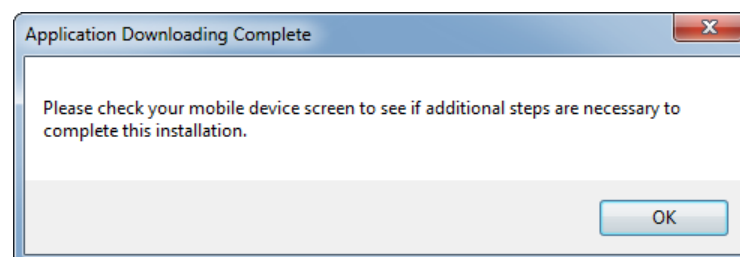 Application Downloading Complete
Please check your mobile device screen to see if additional steps are necessary to
complete this installation.
OK